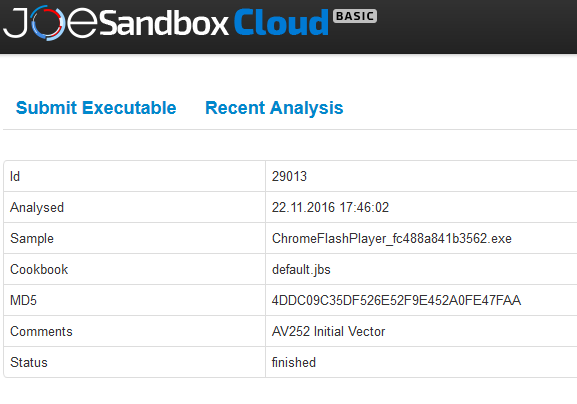 JOESandbox Cloud BASIC
Submit Executable Recent Analysis
Id 29013
Analysed 22.11.2016 17:46:02
Sample ChromeFlashPlayer_fc488a841b3562.exe
Cookbook default.jbs
MD5 4DDC09C35DF526E52F9E452A0FE47FAA
Comments AV252 Initial Vector
Status finished